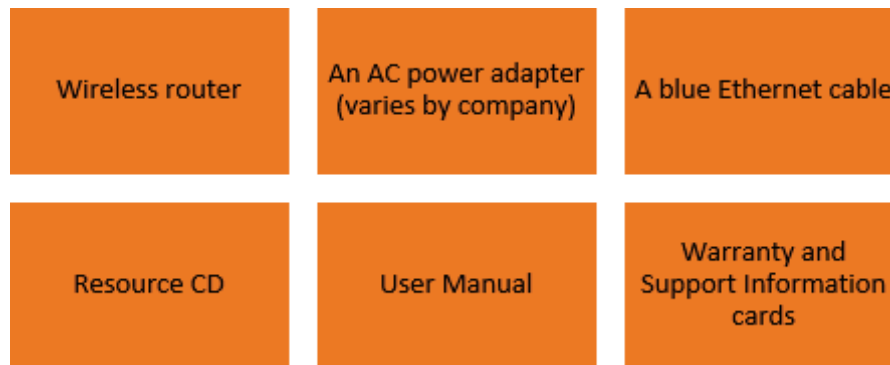 Wireless router
An AC power adapter
(varies by company)
A blue Ethernet cable
Resource CD
User Manual
Warranty and
Support Information
cards